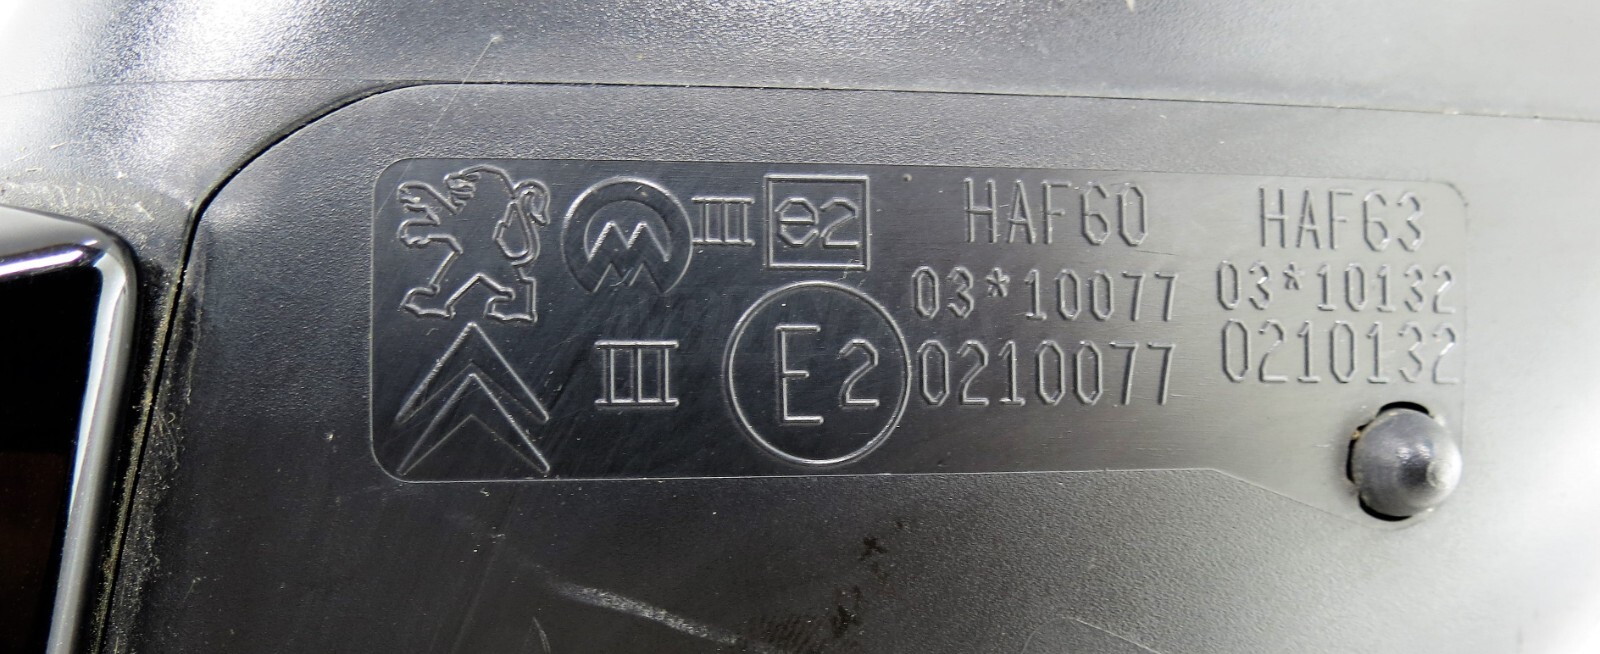 M III e2 HAF60 HAF63
03*10077 03*10132
III E2 0210077 0210132